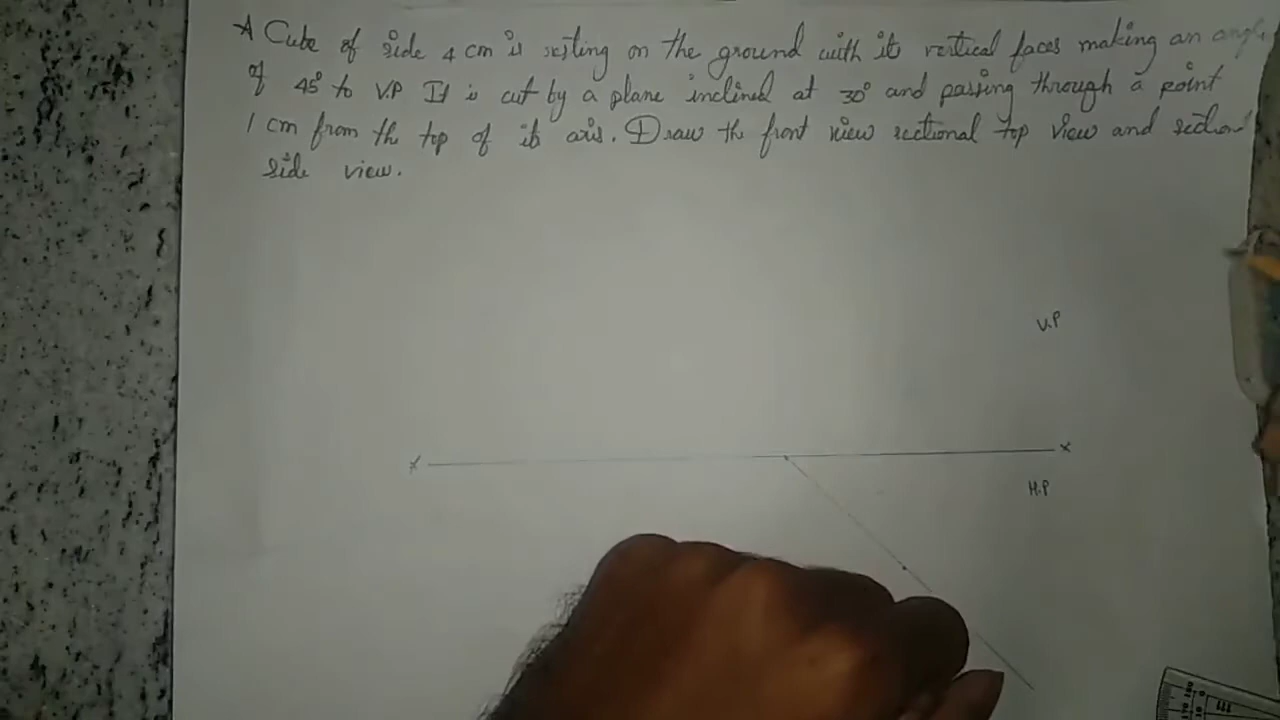 A Cube of side 4 cm is resting on the ground with its vertical faces making an angle
of 45° to V.P It is cut by a plane inclined at 30° and passing through a point
1 cm from the top of its axis. Draw the front view sectional top view and section
side view.
V.P
X X
H.P